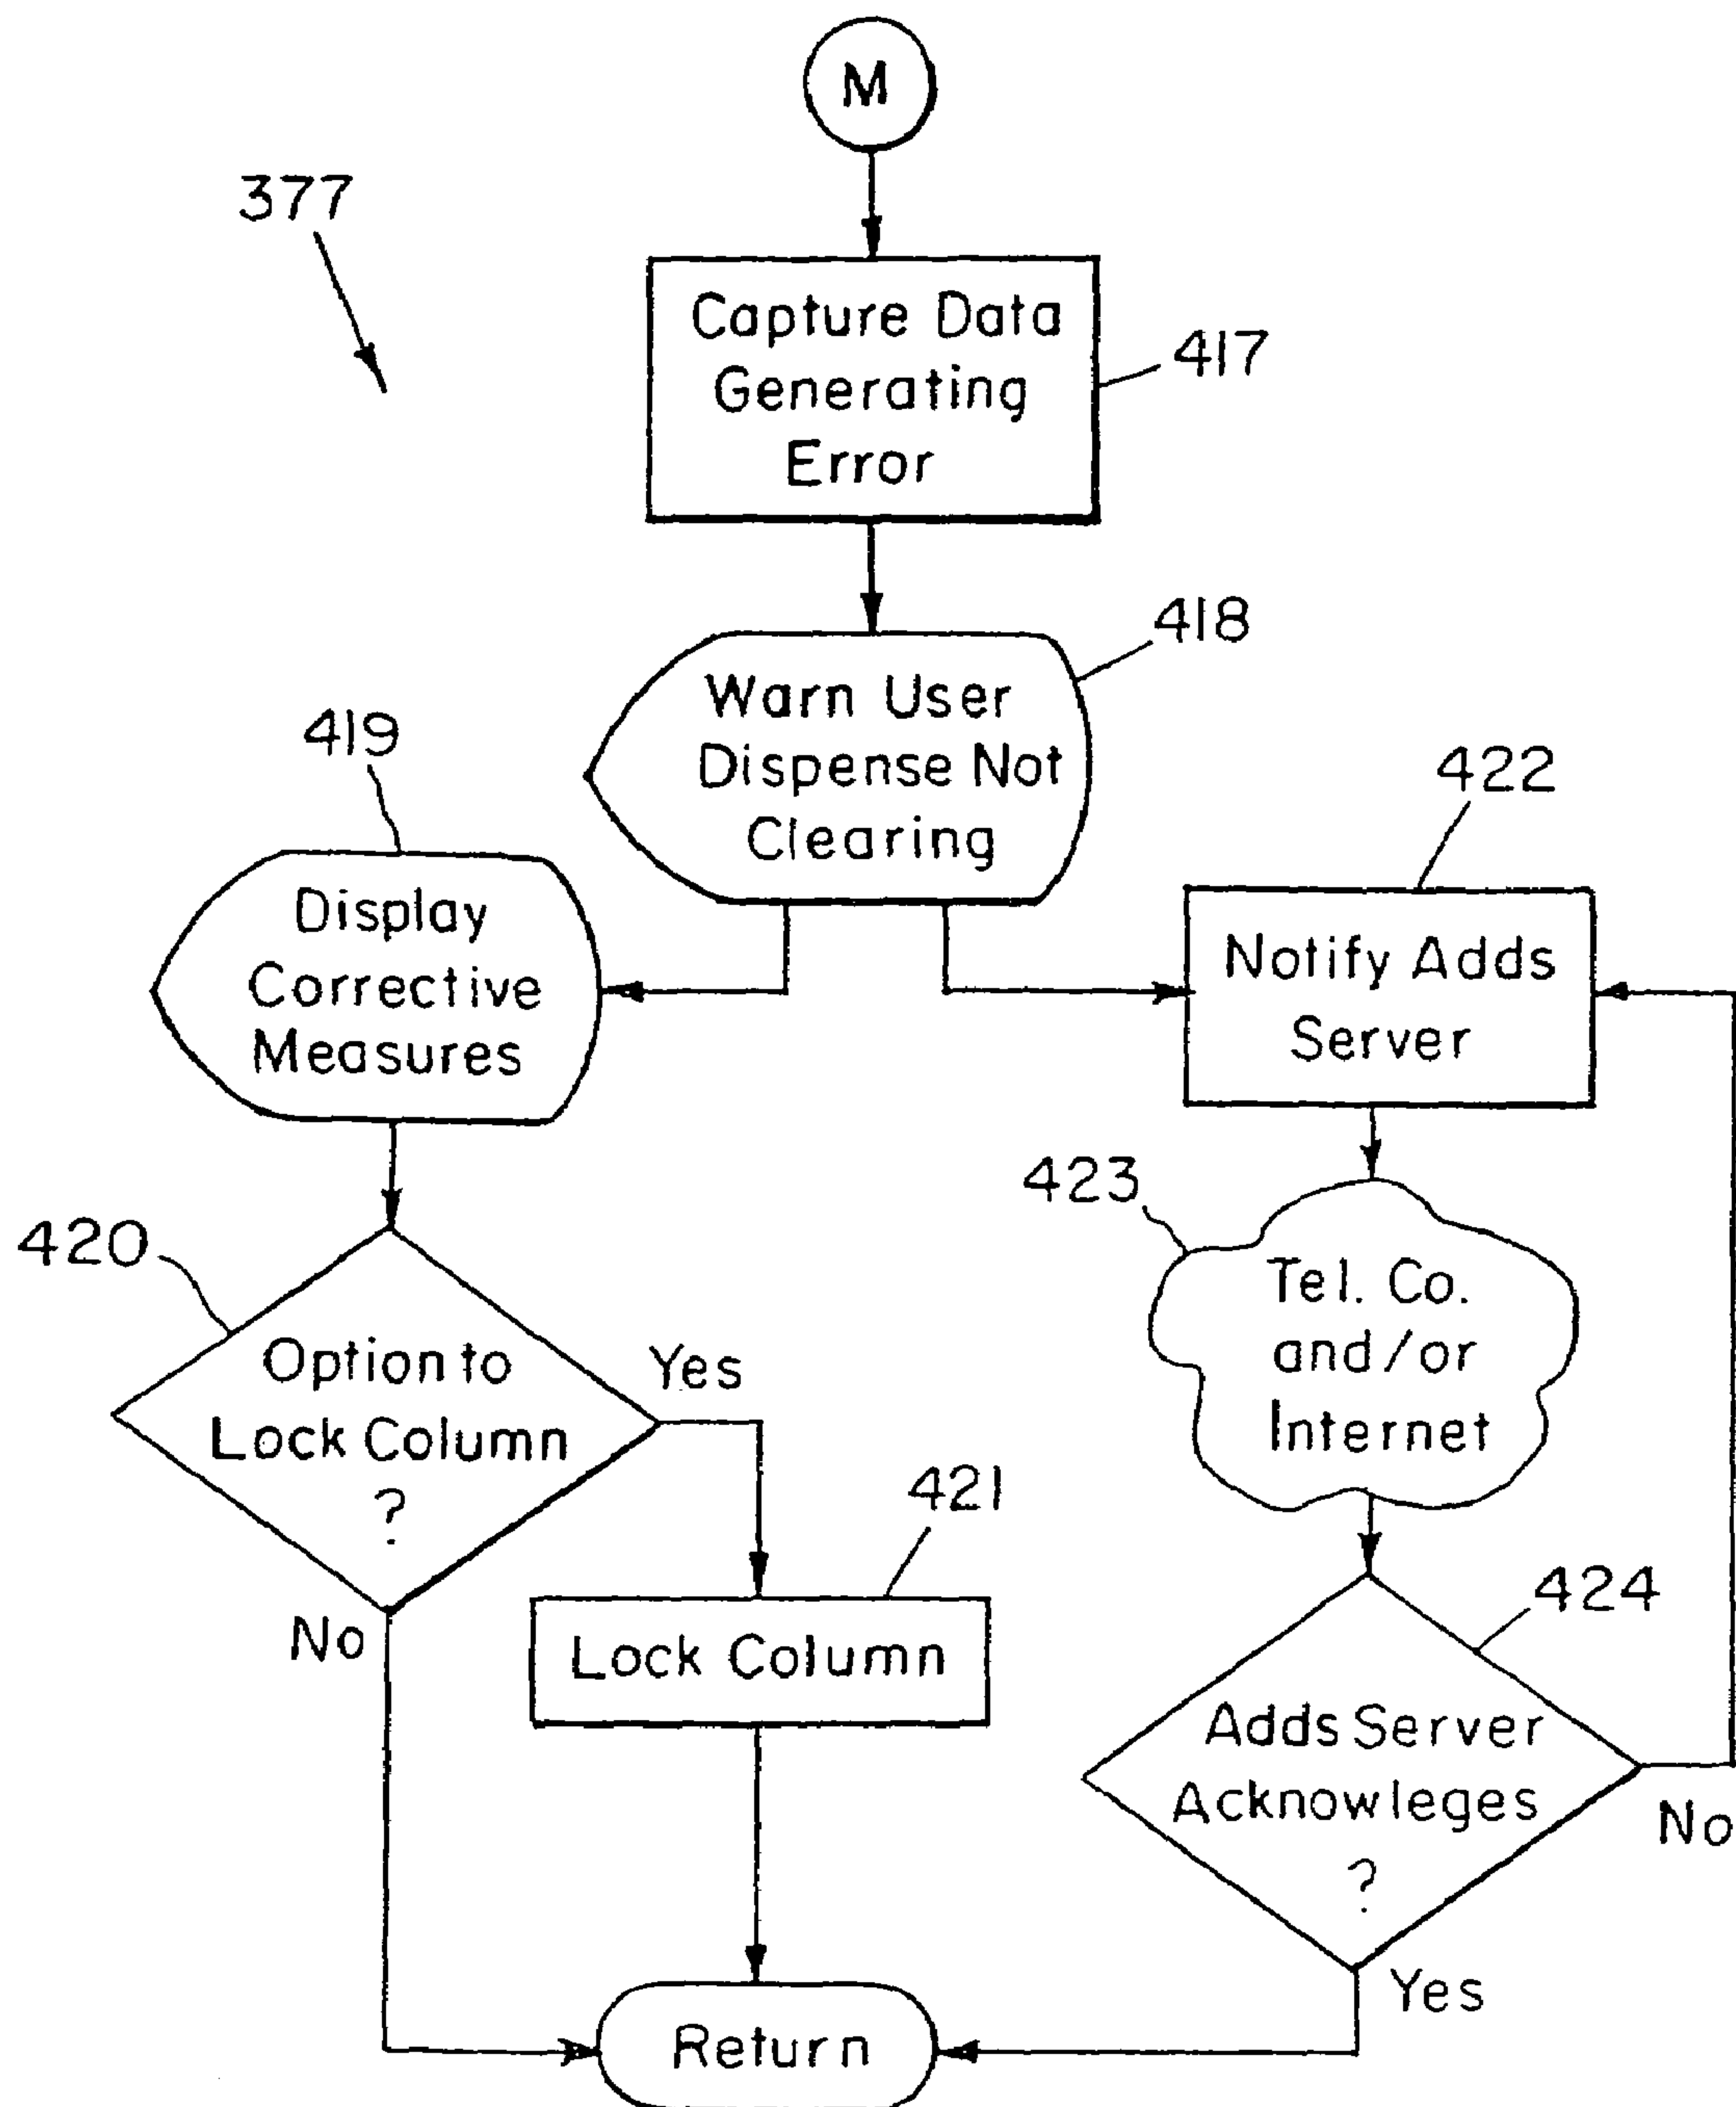 M
377
Capture Data
Generating
Error
417
418
Warn User
Dispense Not
Clearing
419
Display
Corrective
Measures
422
Notify Adds
Server
423
Tel. Co.
and/or
Internet
420
Option to
Lock Column
?
Yes
No
421
Lock Column
424
Adds Server
Acknowleges
?
No
Yes
Return